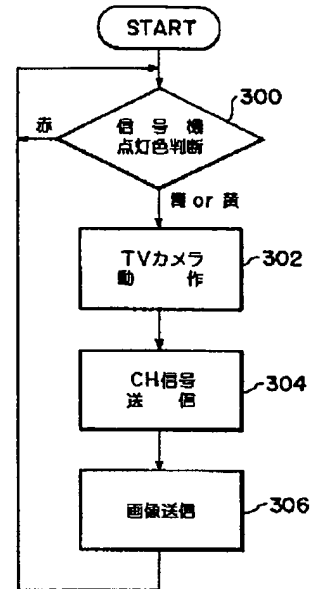 START
300
赤
信号機
点灯色判断
青 or 黄
TVカメラ
動作
302
CH信号
送信
304
画像送信
306